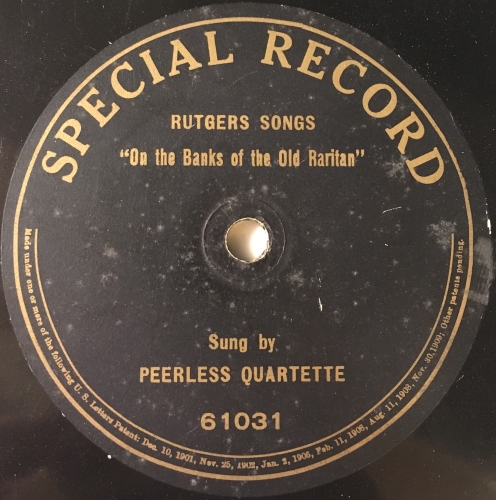 SPECIAL RECORD
RUTGERS SONGS
"On the Banks of the Old Raritan"
Sung by
PEERLESS QUARTETTE
61031
Made under one or more of the following U. S. Letters Patent: Dec. 10, 1901, Nov. 25, 1902, Jan. 2, 1906, Feb. 11, 1908, Aug. 11, 1908, Nov. 30, 1909; Other patents pending.